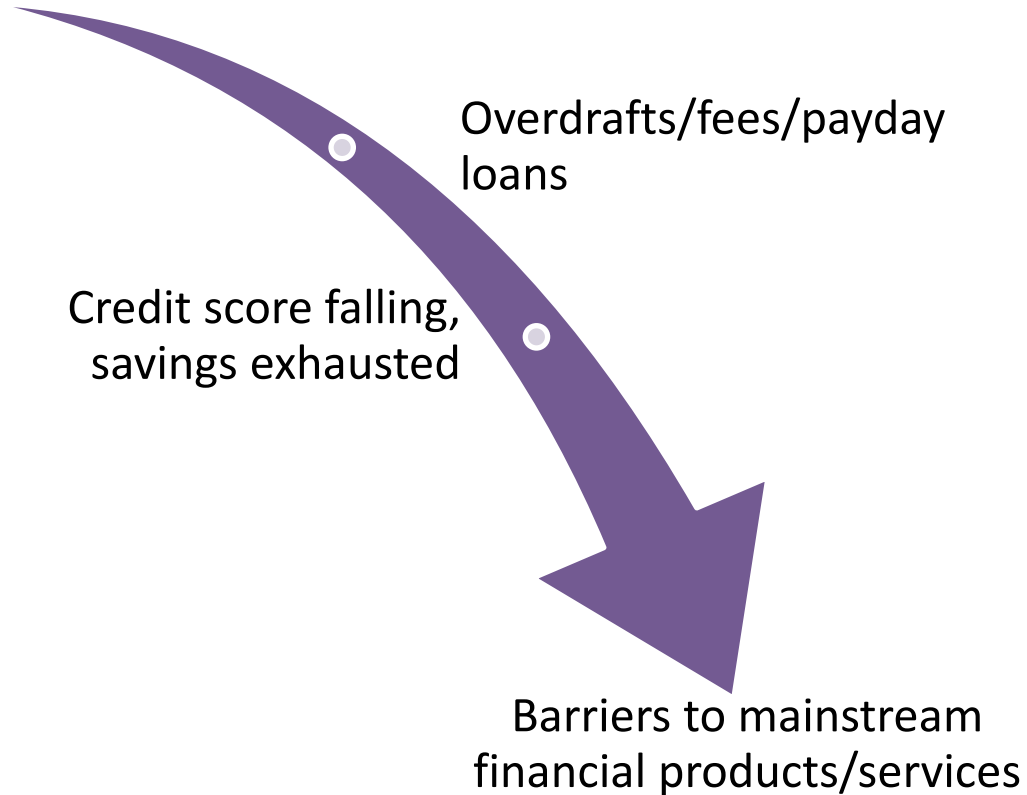 Overdrafts/fees/payday
loans
Credit score falling,
savings exhausted
Barriers to mainstream
financial products/services